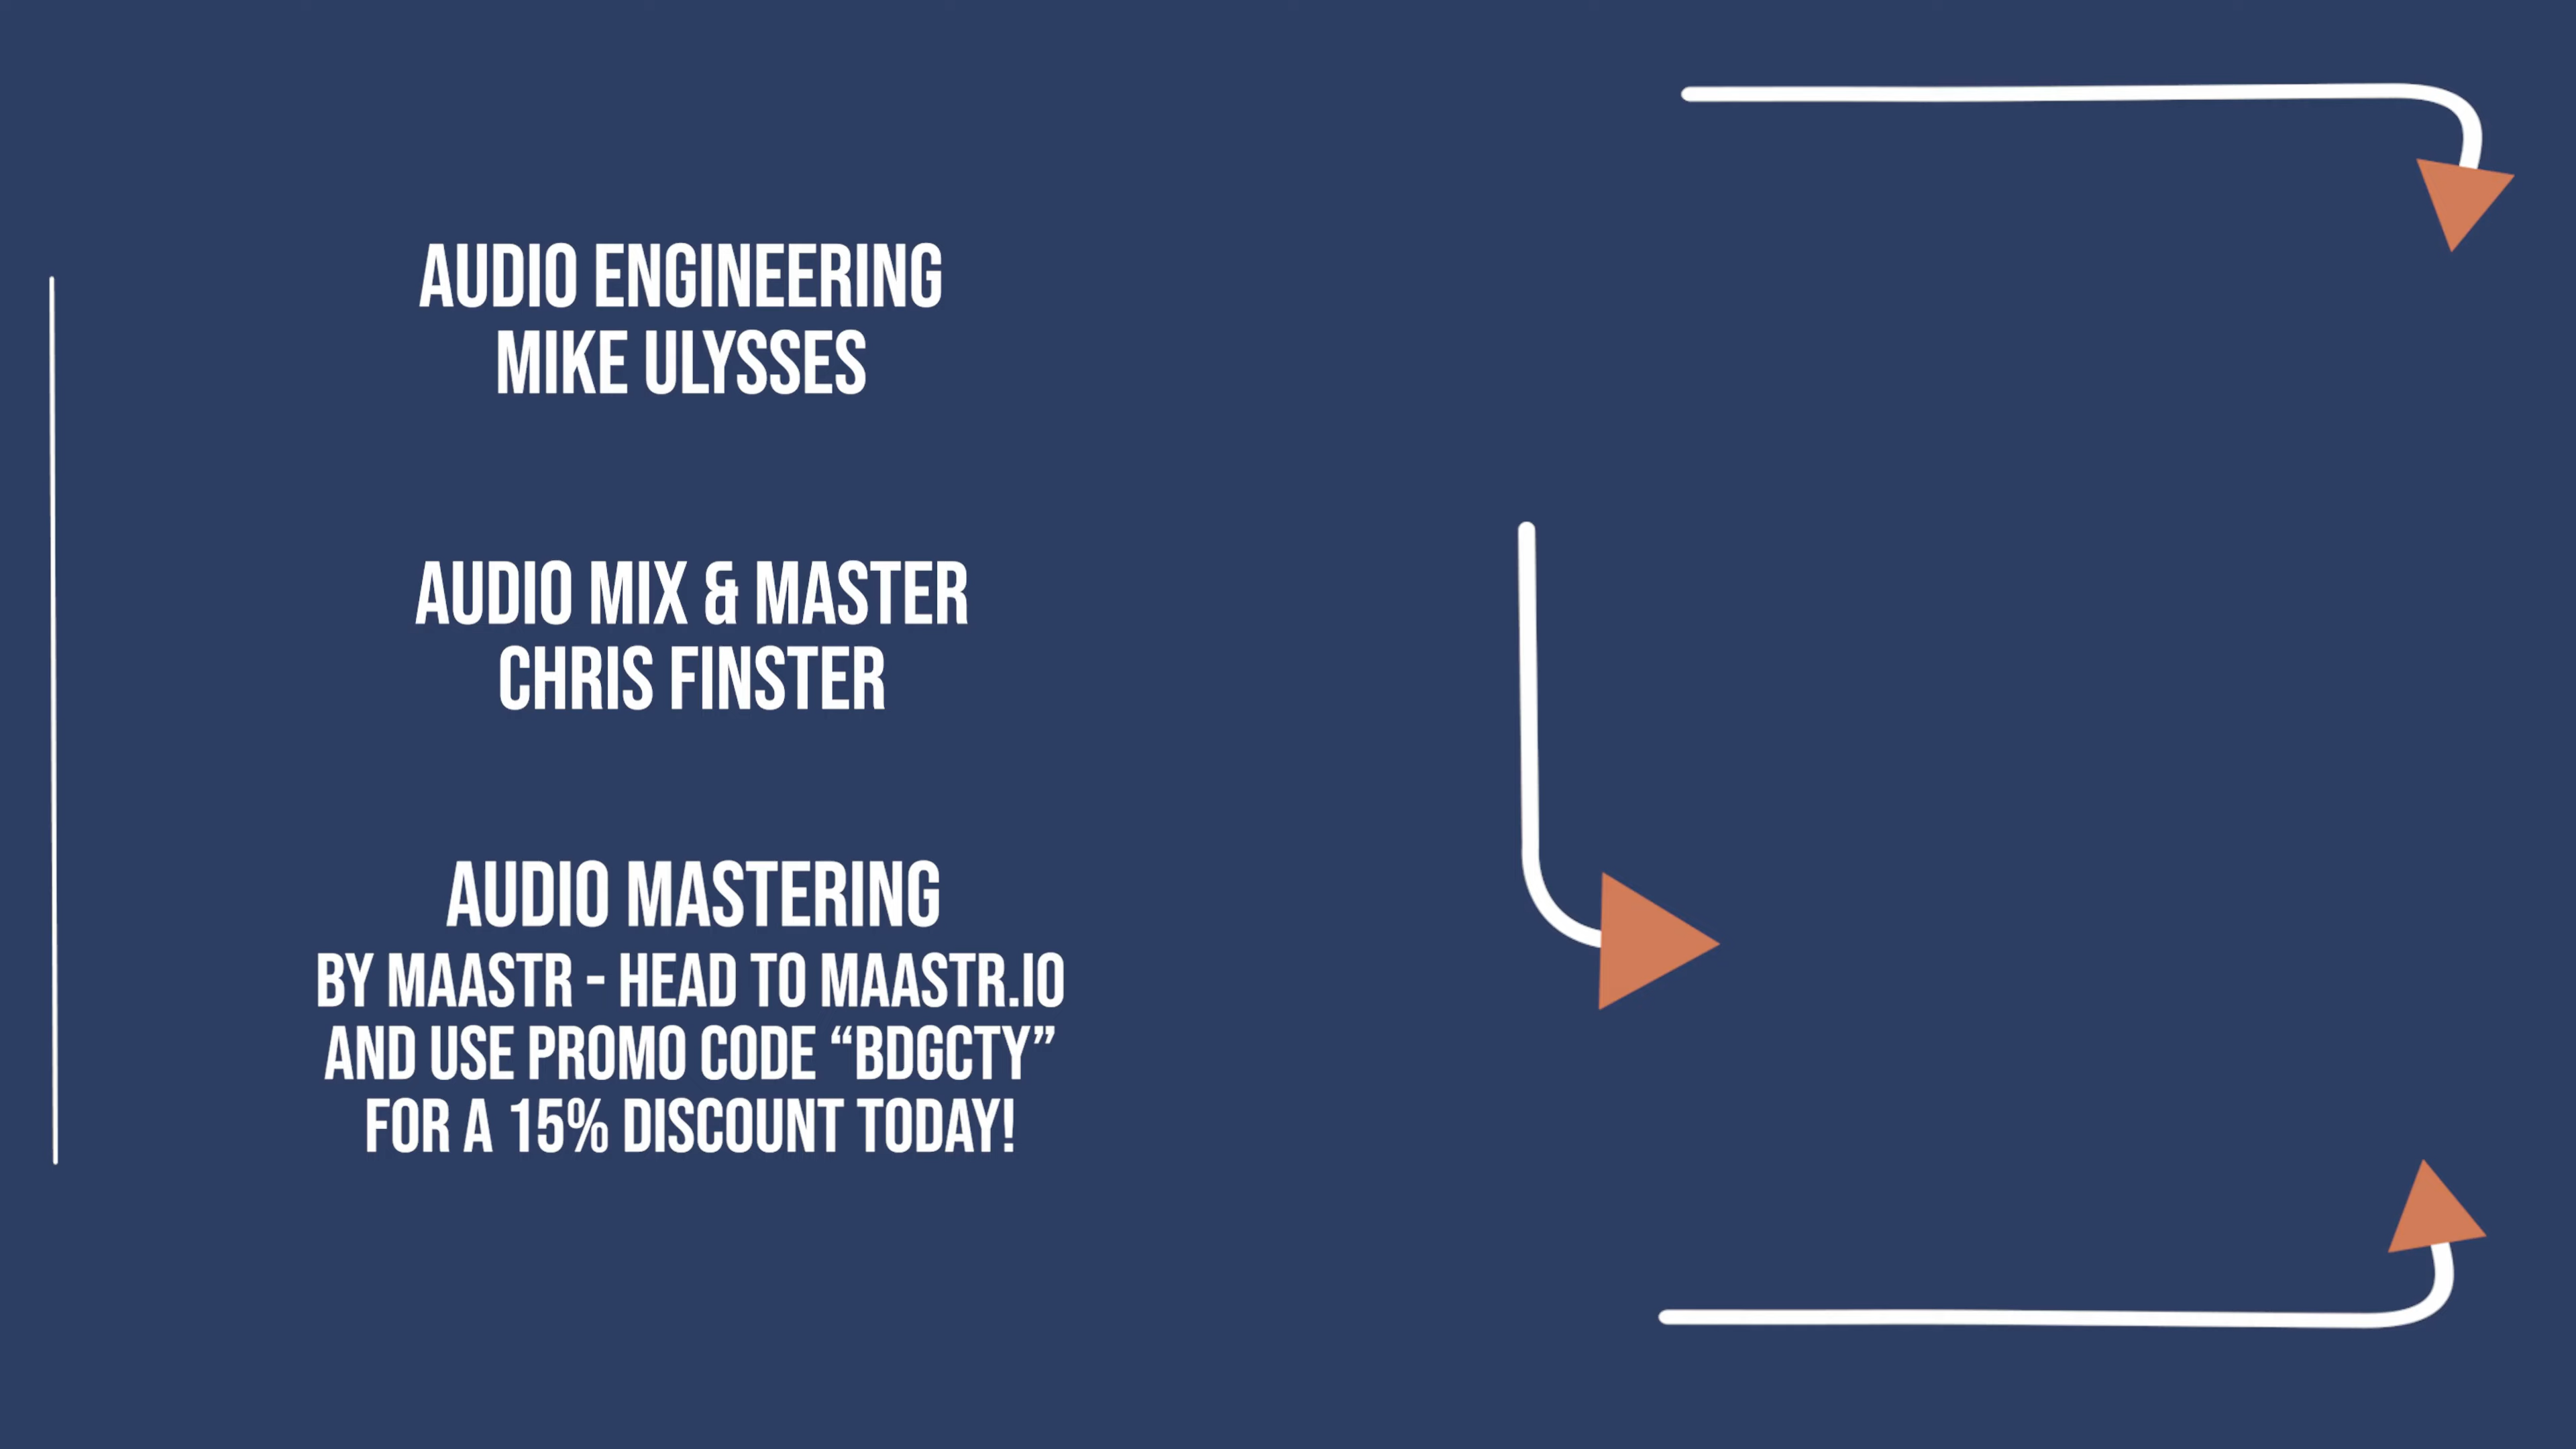 AUDIO ENGINEERING
MIKE ULYSSES
AUDIO MIX & MASTER
CHRIS FINSTER
AUDIO MASTERING
BY MAASTR - HEAD TO MAASTR.IO
AND USE PROMO CODE “BDGCTY”
FOR A 15% DISCOUNT TODAY!